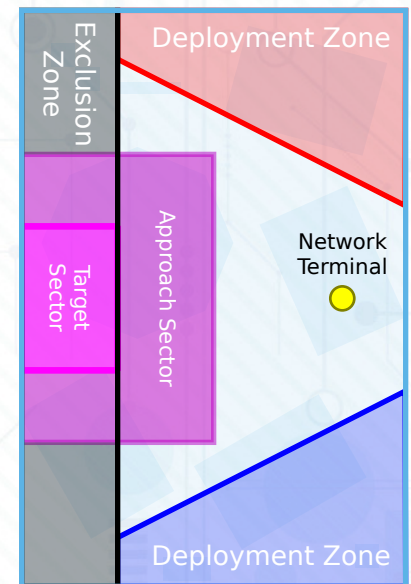 Deployment Zone
Exclusion
Zone
Approach Sector
Target
Sector
Network
Terminal
Deployment Zone